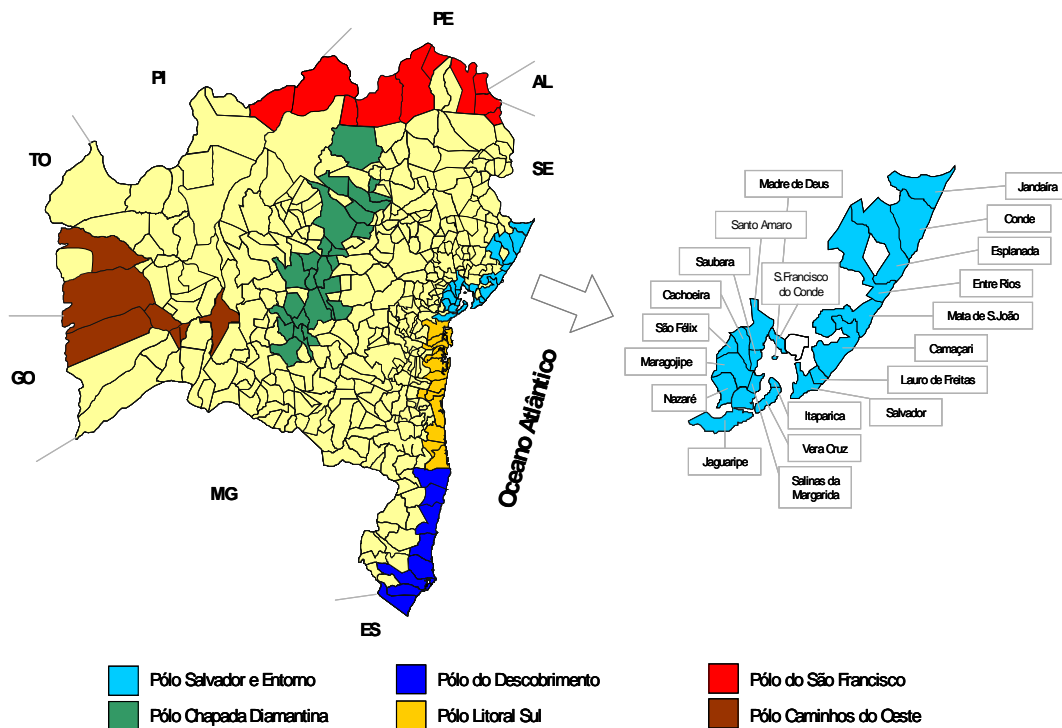 PE
PI
AL
TO
SE
Madre de Deus
Jandaíra
Santo Amaro
Conde
Saubara
S.Francisco
do Conde
Esplanada
Cachoeira
Entre Rios
São Félix
Mata de S.João
Maragojipe
Camaçari
GO
Nazaré
Lauro de Freitas
Itaparica
Salvador
Oceano Atlântico
Jaguaripe
Vera Cruz
Salinas da
Margarida
MG
ES
Pólo Salvador e Entorno
Pólo do Descobrimento
Pólo do São Francisco
Pólo Chapada Diamantina
Pólo Litoral Sul
Pólo Caminhos do Oeste